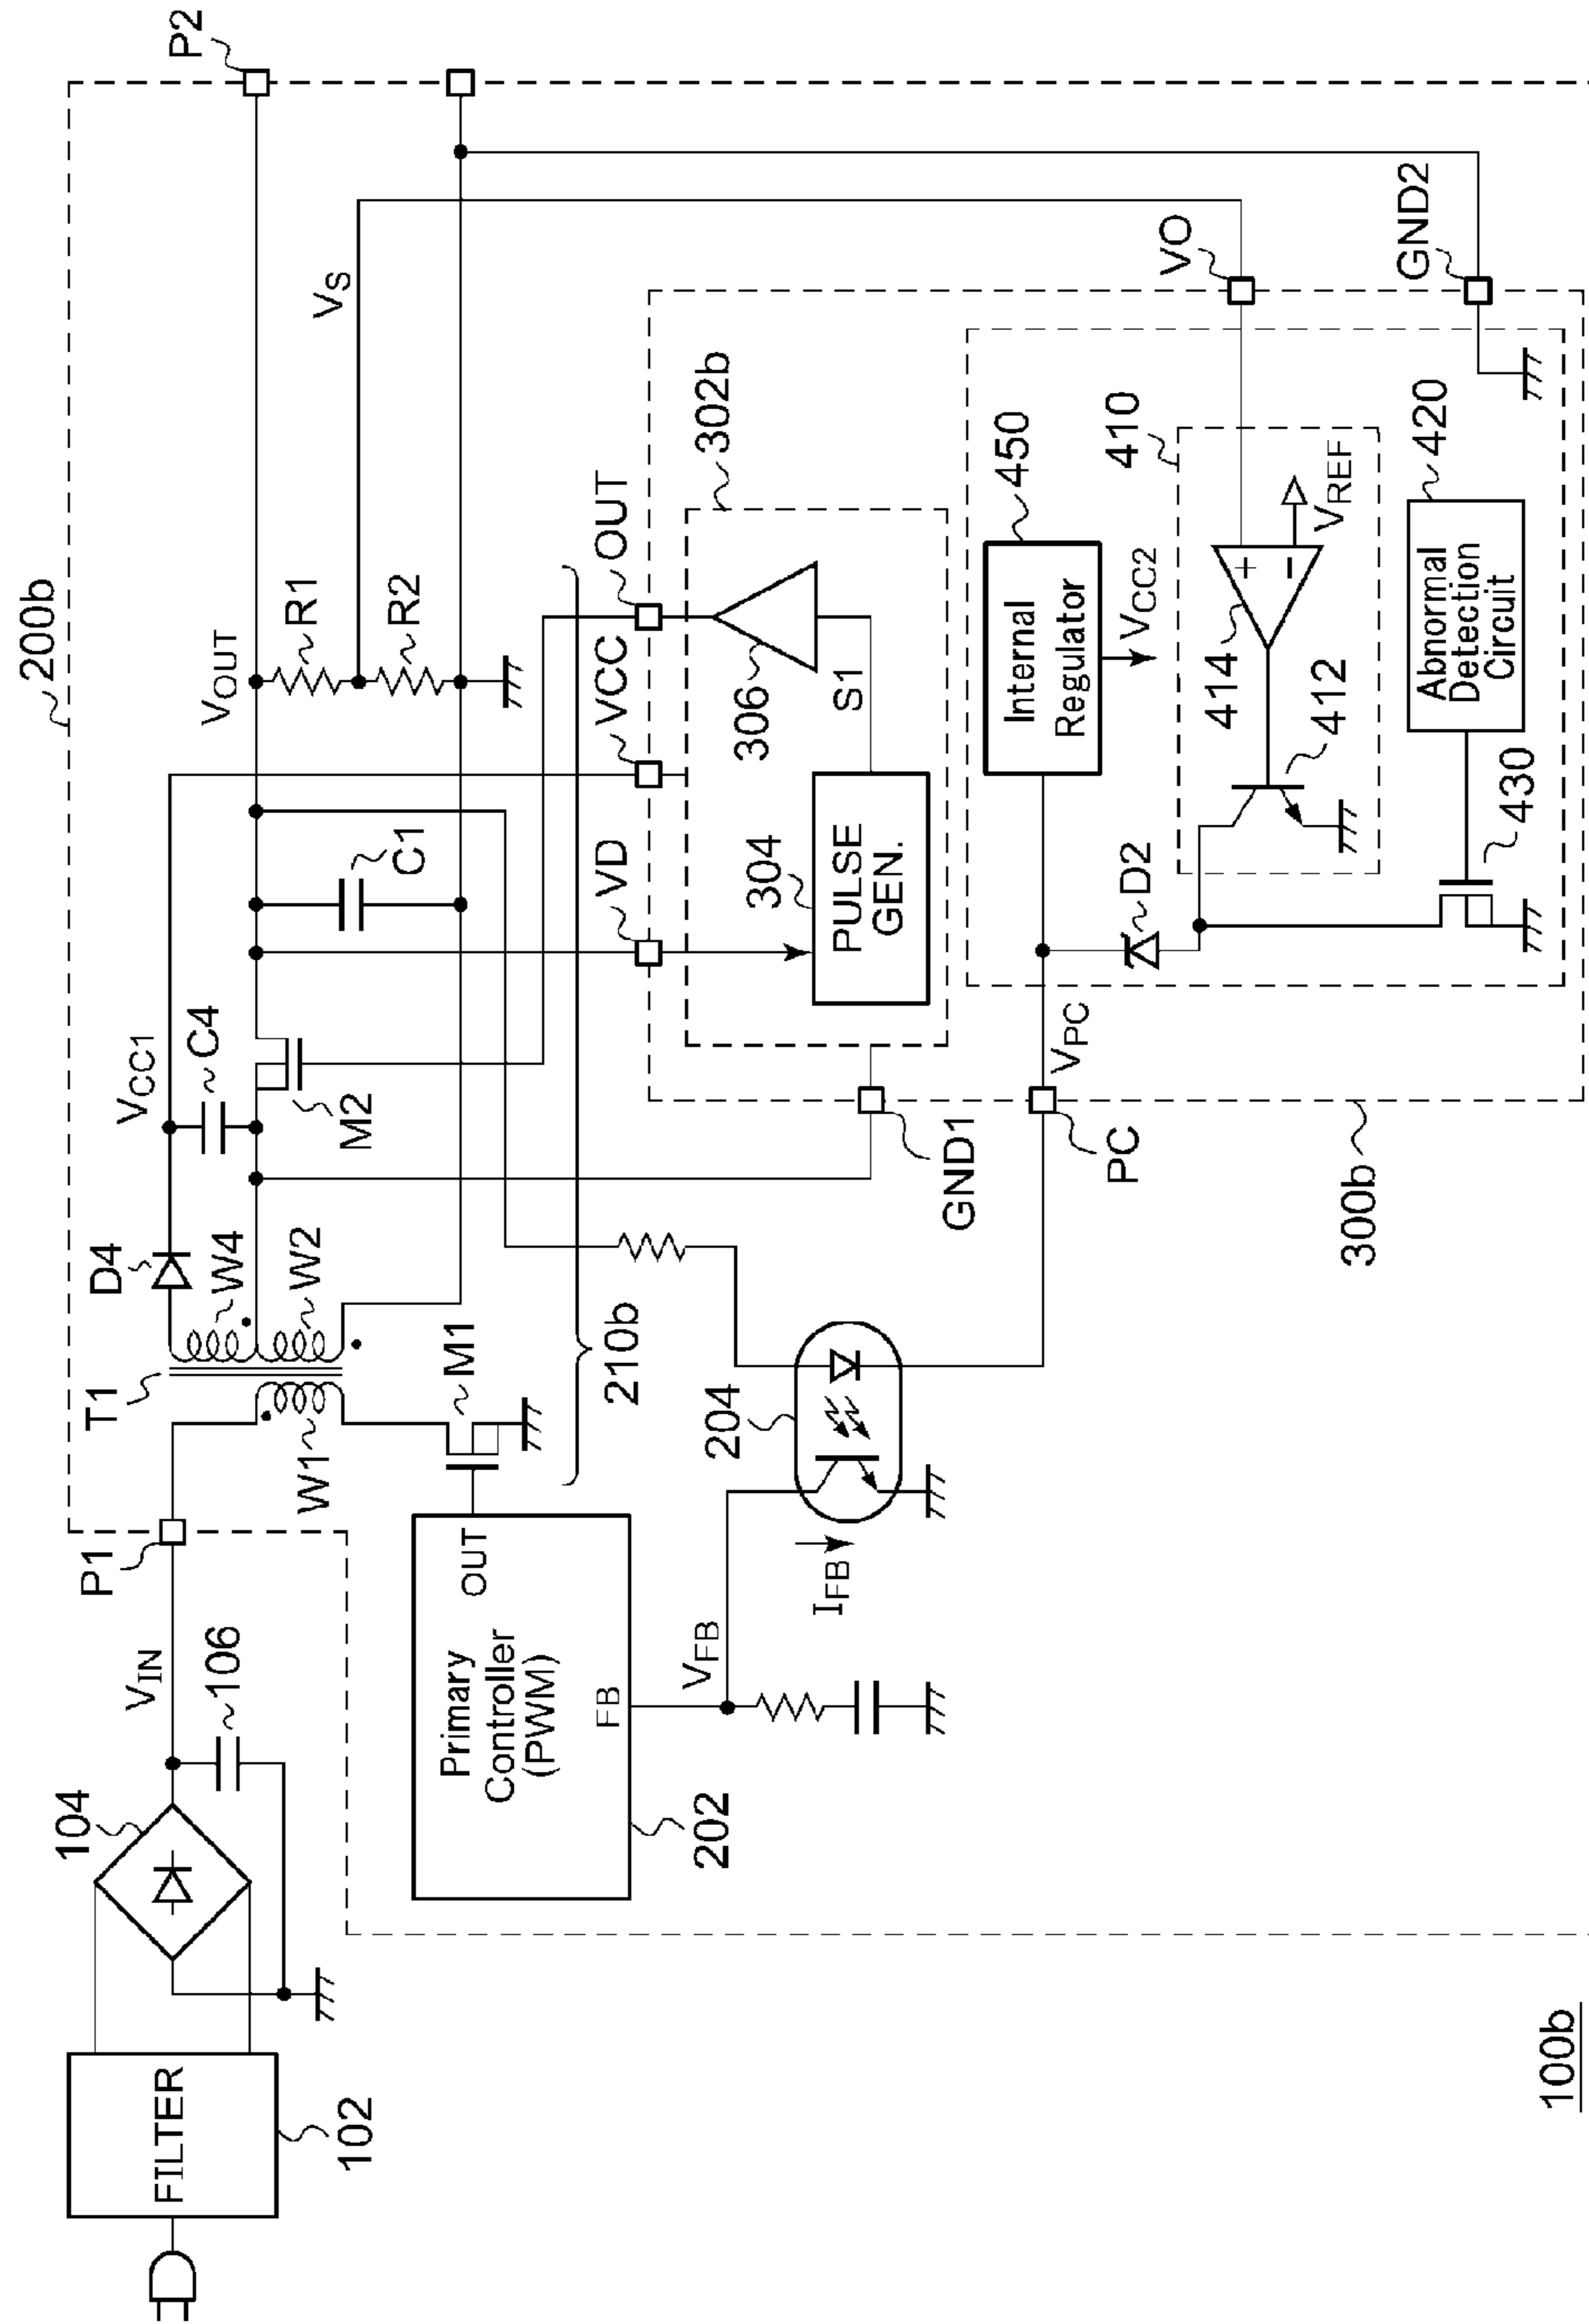 200b
P2
VOUT
R1
R2
VS
VCC1
C4
M2
C1
D4
W4
W2
T1
W1
M1
210b
P1
VIN
106
104
FILTER
102
Primary
Controller
(PWM)
OUT
FB
202
VFB
IFB
204
VD
VCC
OUT
302b
304
PULSE
GEN.
306
S1
GND1
PC
VPC
300b
VO
GND2
450
Internal
Regulator
VCC2
410
414
VREF
+
−
412
D2
420
Abnormal
Detection
Circuit
430
100b